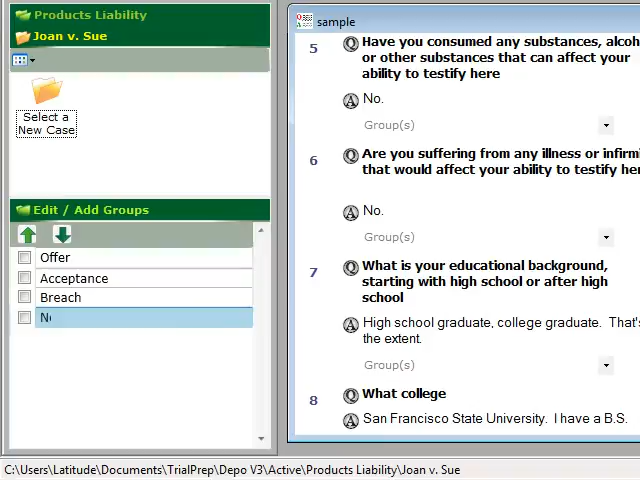 Products Liability
Joan v. Sue
Select a
New Case
Edit / Add Groups
Offer
Acceptance
Breach
sample
5
Q Have you consumed any substances,
or other substances that can affect your
ability to testify here
A No.
Group(s)
6
Q Are you suffering from any illness or
that would affect your ability to testify
A No.
Group(s)
7
Q What is your educational background,
starting with high school or after high
school
A High school graduate, college graduate. That's
the extent.
Group(s)
8
Q What college
A San Francisco State University. I have a B.S.
C:\Users\Latitude\Documents\TrialPrep\Depo V3\Active\Products Liability\Joan v. Sue